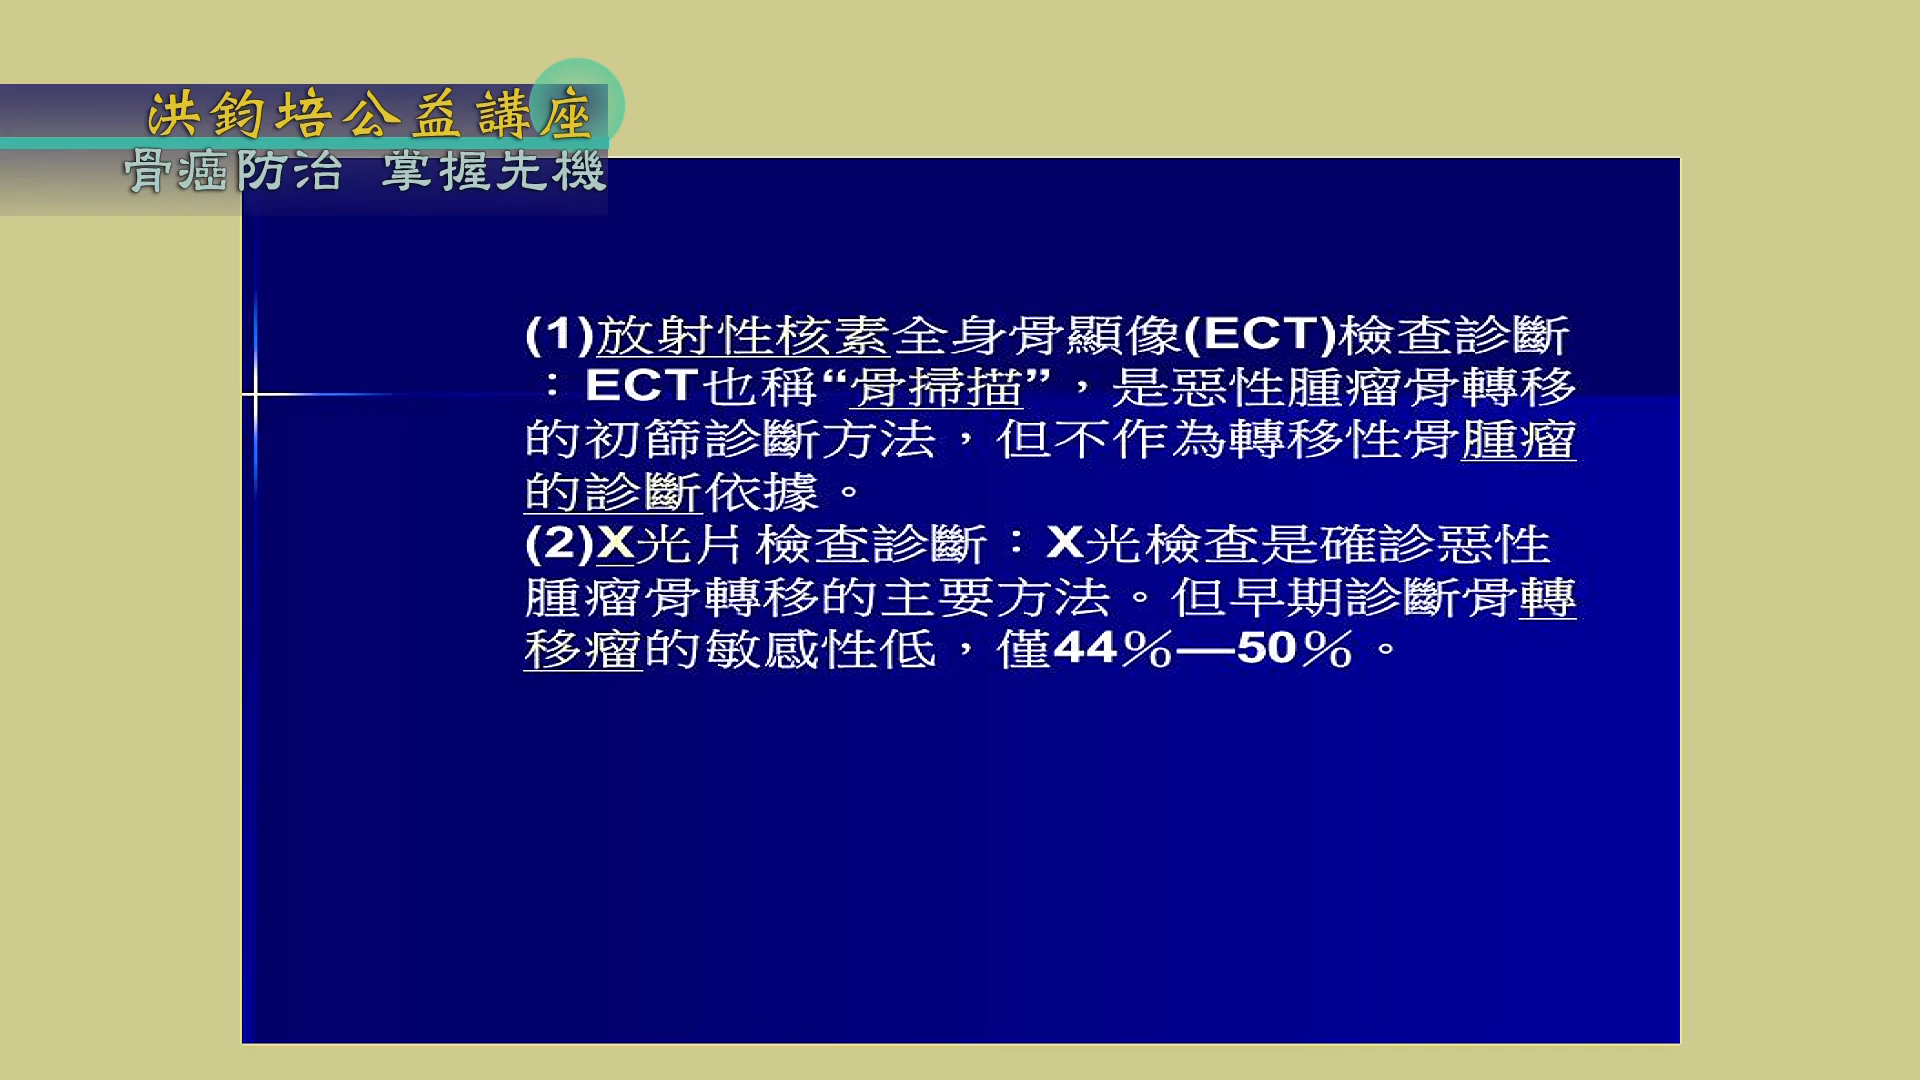 洪鈞培公益講座
骨癌防治 掌握先機
(1)放射性核素全身骨顯像(ECT)檢查診斷
：ECT也稱“骨掃描”，是惡性腫瘤骨轉移
的初篩診斷方法，但不作為轉移性骨腫瘤
的診斷依據。
(2)X光片檢查診斷：X光檢查是確診惡性
腫瘤骨轉移的主要方法。但早期診斷骨轉
移瘤的敏感性低，僅44％—50％。